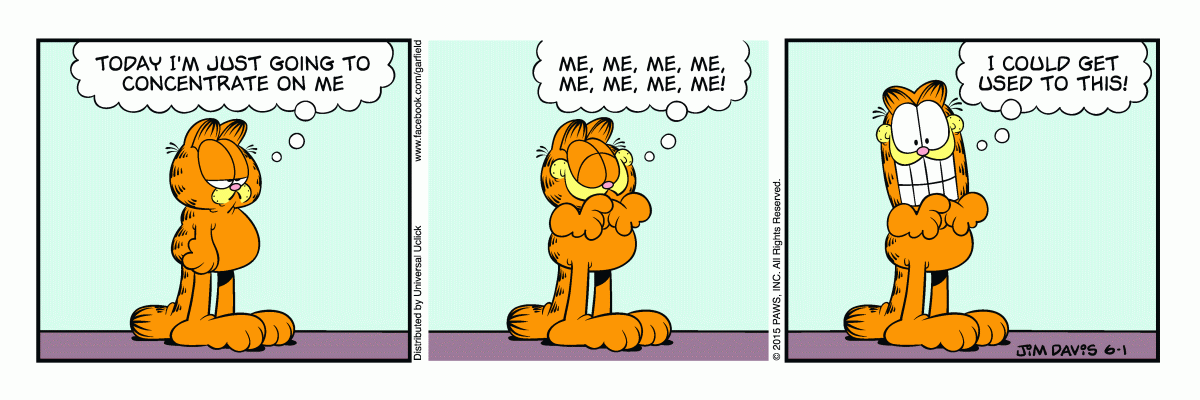 TODAY I'M JUST GOING TO
CONCENTRATE ON ME
www.facebook.com/garfield
Distributed by Universal Uclick
ME, ME, ME, ME,
ME, ME, ME, ME!
© 2015 PAWS, INC. All Rights Reserved.
I COULD GET
USED TO THIS!
JIM DAVIS 6-1